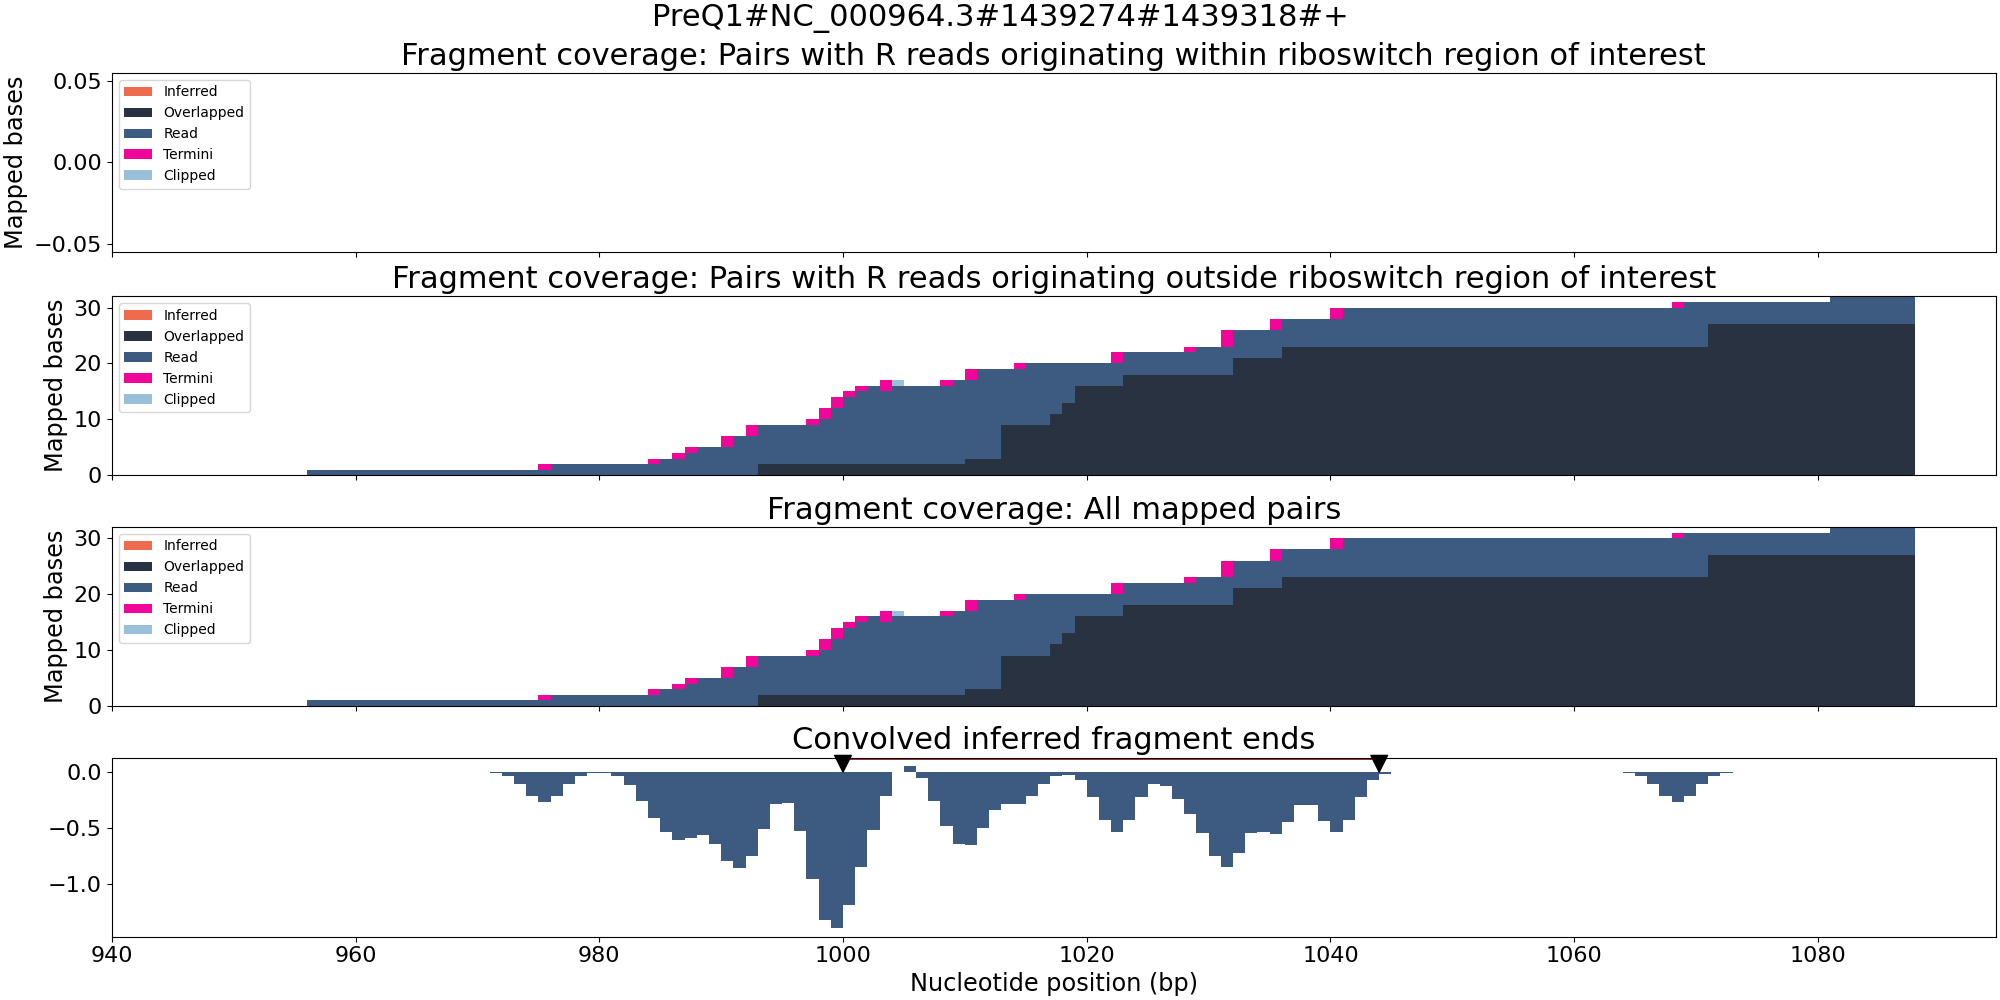 PreQ1#NC_000964.3#1439274#1439318#+
Fragment coverage: Pairs with R reads originating within riboswitch region of interest
Mapped bases
0.05
0.00
−0.05
Inferred
Overlapped
Read
Termini
Clipped
Fragment coverage: Pairs with R reads originating outside riboswitch region of interest
Mapped bases
30
20
10
0
Inferred
Overlapped
Read
Termini
Clipped
Fragment coverage: All mapped pairs
Mapped bases
30
20
10
0
Inferred
Overlapped
Read
Termini
Clipped
Convolved inferred fragment ends
0.0
−0.5
−1.0
940 960 980 1000 1020 1040 1060 1080
Nucleotide position (bp)